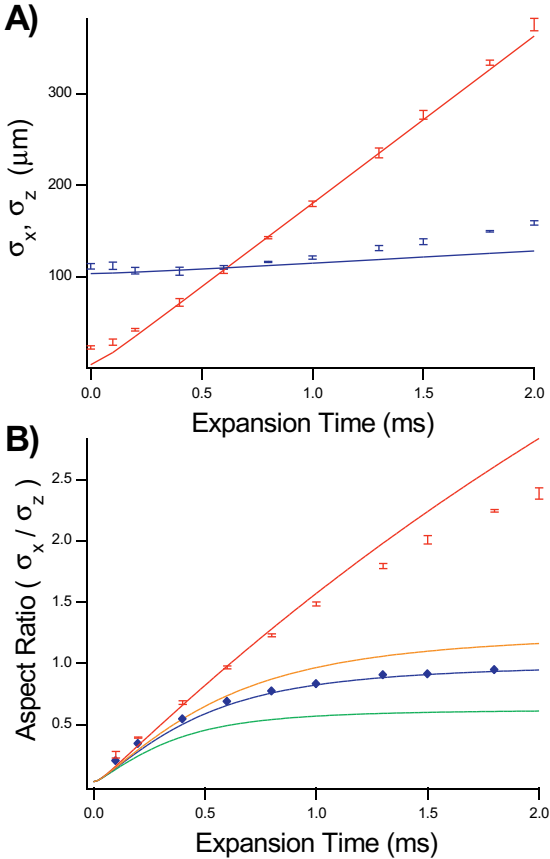 A)
300
200
100
σx, σz (μm)
0.0 0.5 1.0 1.5 2.0
Expansion Time (ms)
B)
2.5
2.0
1.5
1.0
0.5
Aspect Ratio ( σx / σz )
0.0 0.5 1.0 1.5 2.0
Expansion Time (ms)